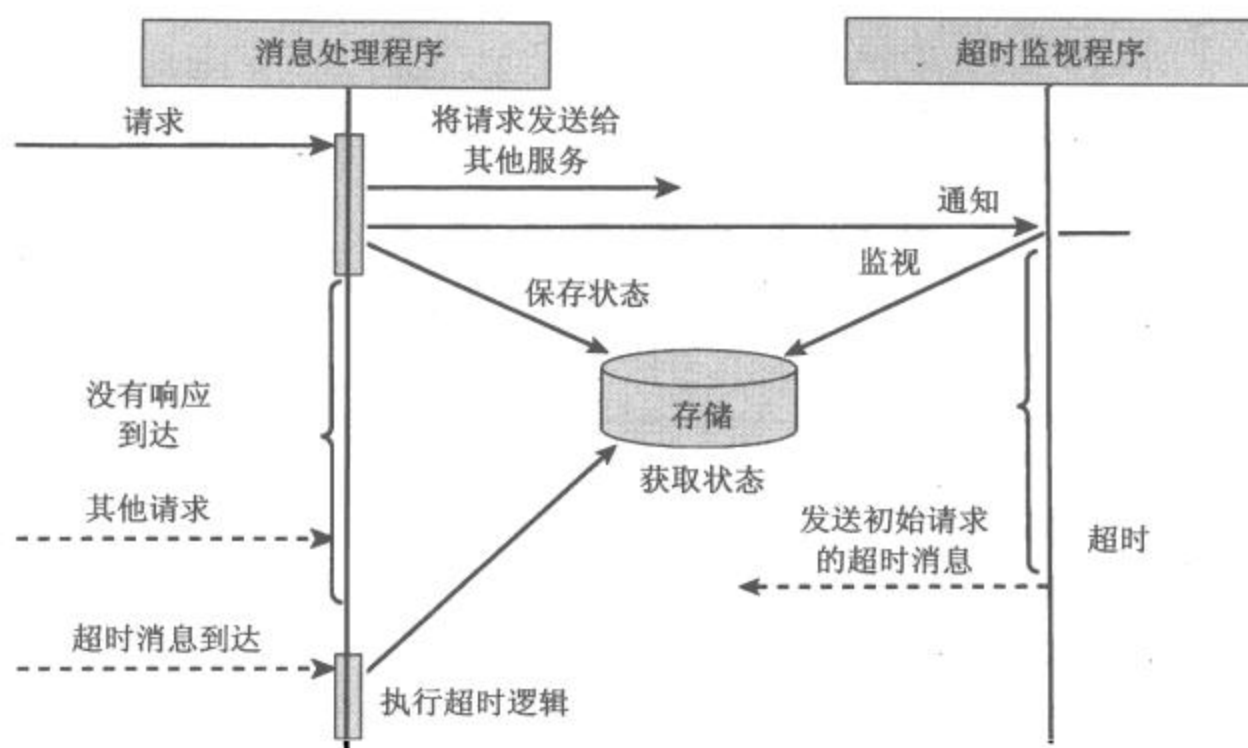 消息处理程序
超时监视程序
请求
将请求发送给
其他服务
通知
监视
保存状态
没有响应
到达
存储
获取状态
其他请求
发送初始请求
的超时消息
超时
超时消息到达
执行超时逻辑